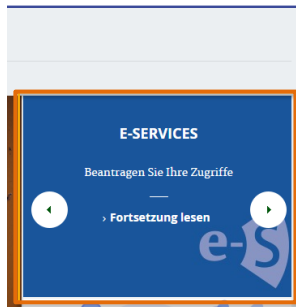 E-SERVICES
Beantragen Sie Ihre Zugriffe
› Fortsetzung lesen
e-S